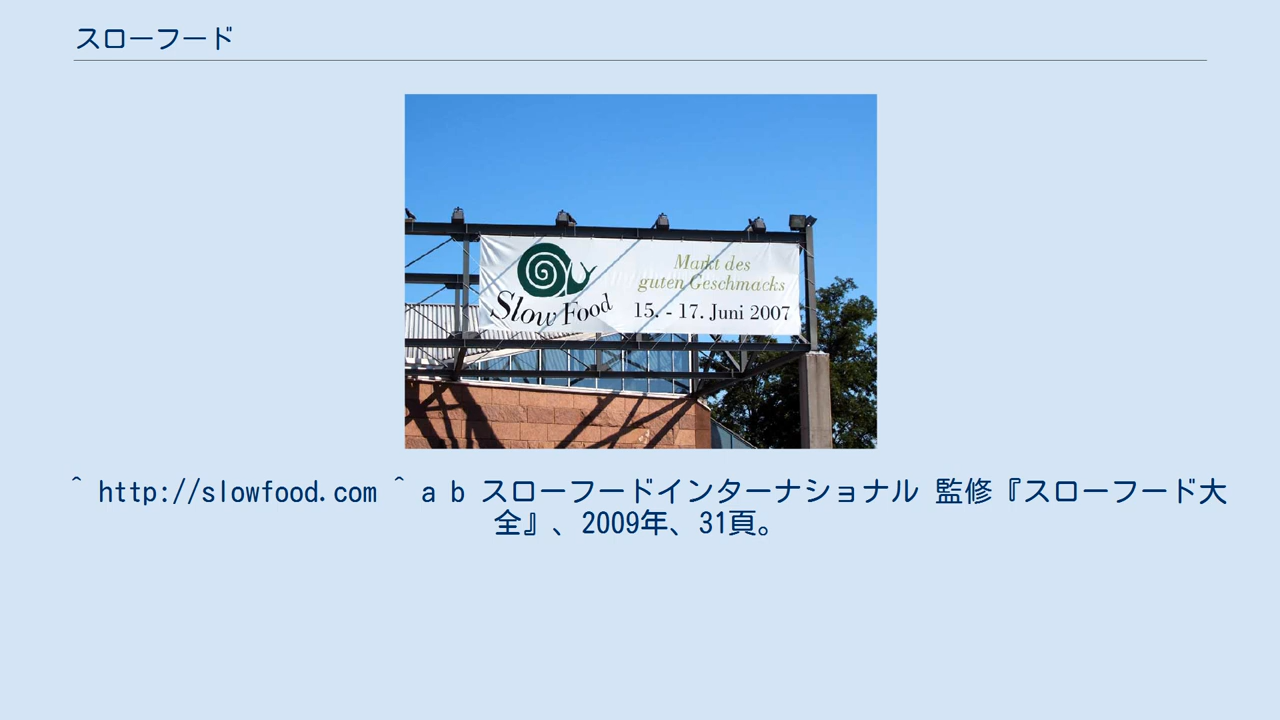 スローフード
Slow Food
Markt des
guten Geschmacks
15. - 17. Juni 2007
^ http://slowfood.com ^ a b スローフードインターナショナル 監修『スローフード大
全』、2009年、31頁。